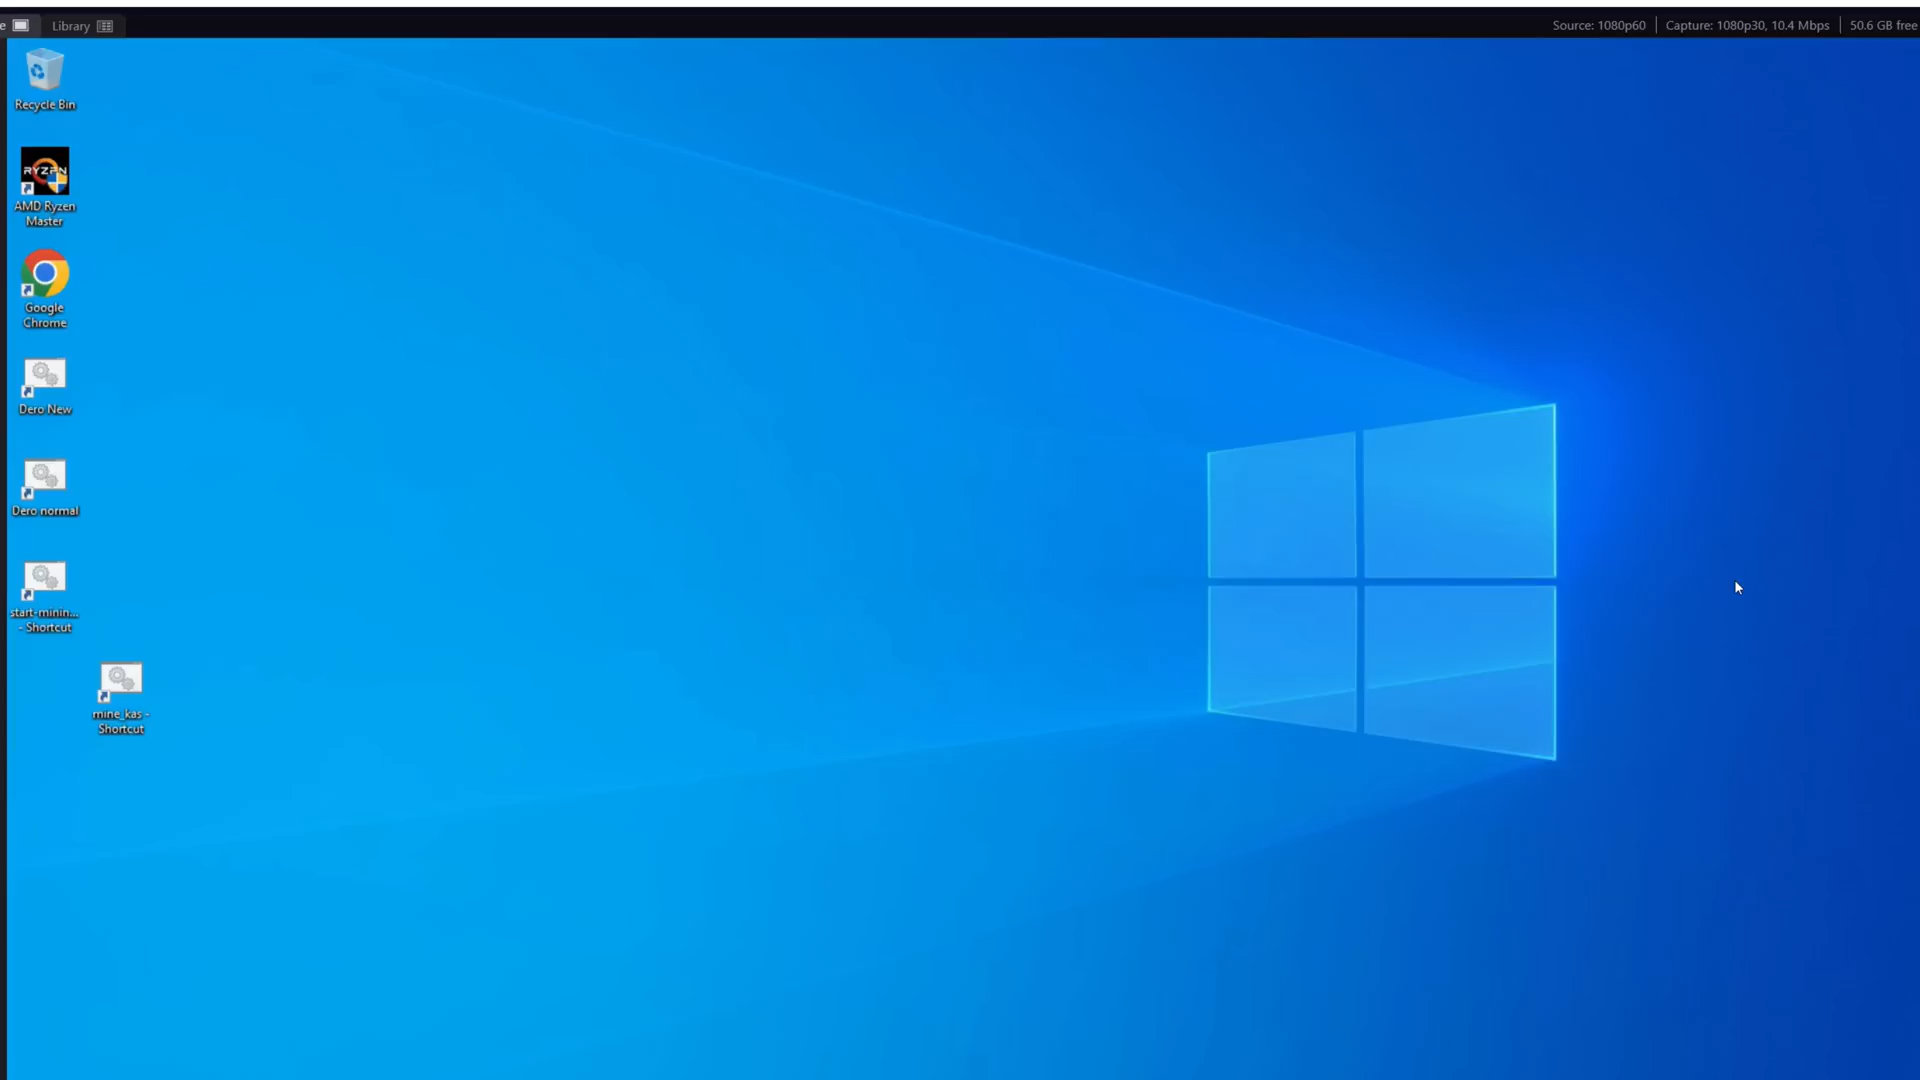 e
Library
Source: 1080p60
Capture: 1080p30, 10.4 Mbps
50.6 GB free
Recycle Bin
RYZEN
AMD Ryzen
Master
Google
Chrome
Dero New
Dero normal
start-minin...
- Shortcut
mine_kas -
Shortcut